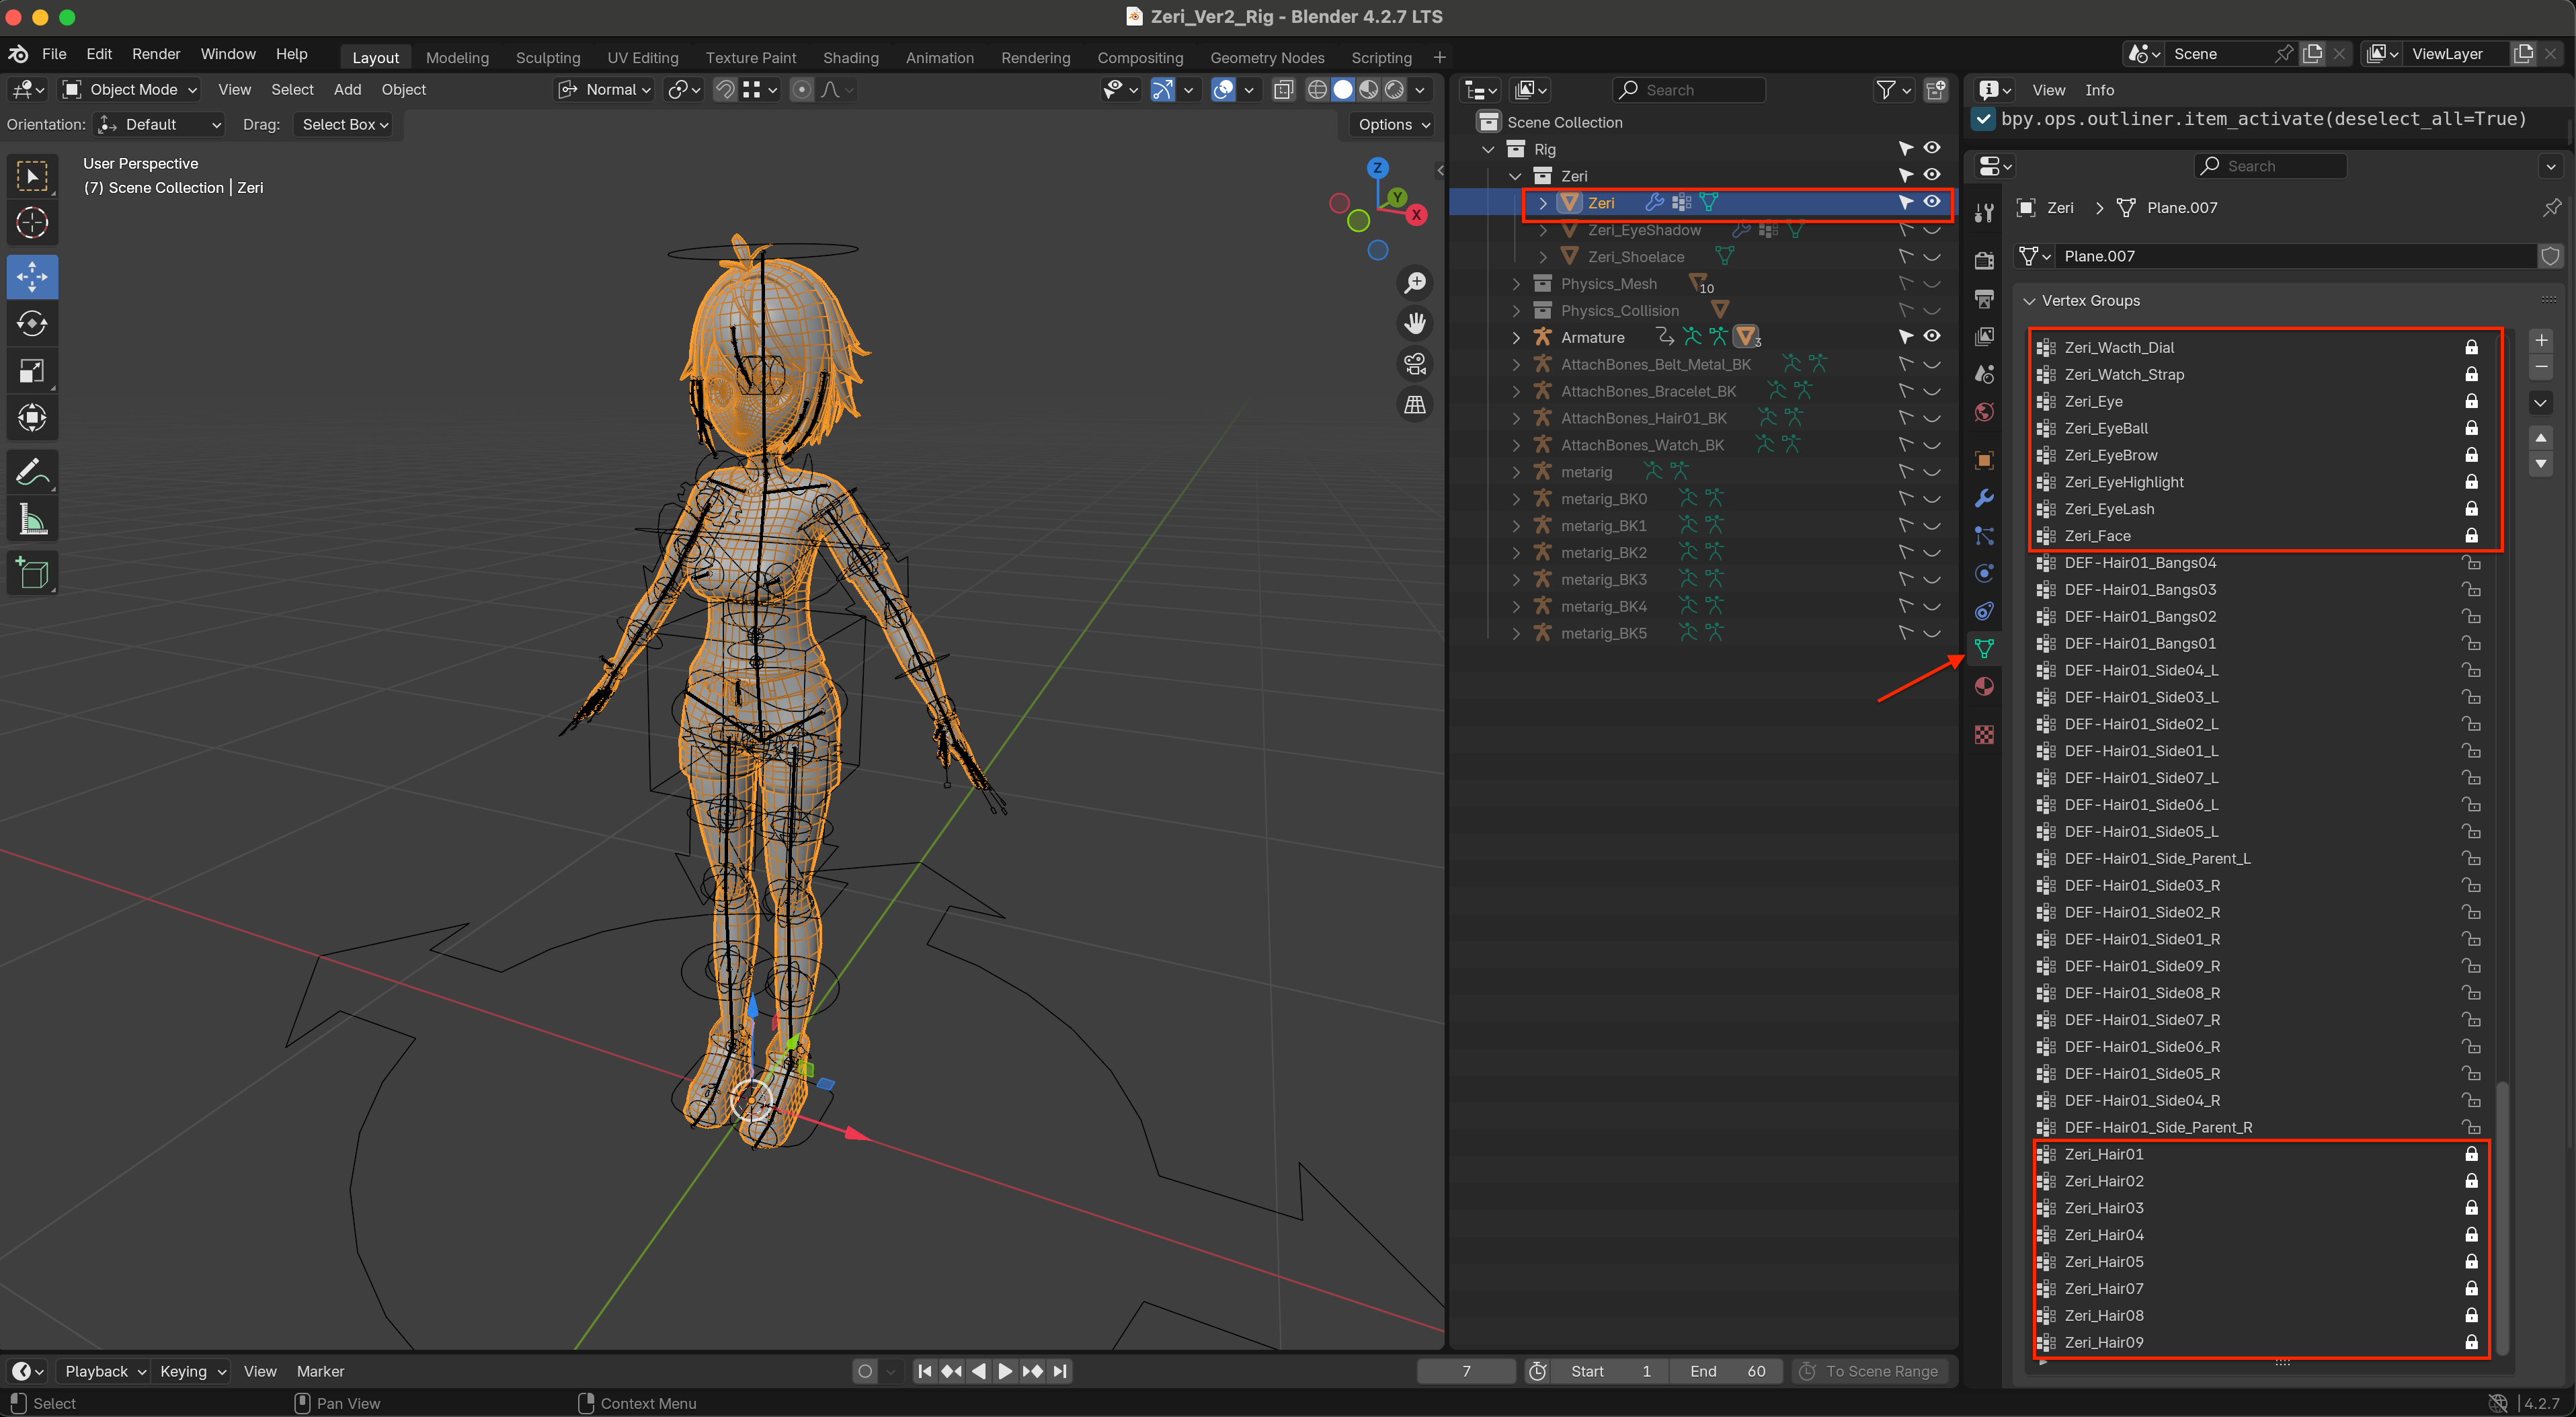 Zeri_Ver2_Rig - Blender 4.2.7 LTS
File Edit Render Window Help Layout Modeling Sculpting UV Editing Texture Paint Shading Animation Rendering Compositing Geometry Nodes Scripting + Scene ViewLayer
Object Mode View Select Add Object Normal
Orientation: Default Drag: Select Box Options
User Perspective
(7) Scene Collection | Zeri
Z
Y
X
Search
Scene Collection
Rig
Zeri
Zeri
Zeri_EyeShadow
Zeri_Shoelace
Physics_Mesh 10
Physics_Collision
Armature 3
AttachBones_Belt_Metal_BK
AttachBones_Bracelet_BK
AttachBones_Hair01_BK
AttachBones_Watch_BK
metarig
metarig_BK0
metarig_BK1
metarig_BK2
metarig_BK3
metarig_BK4
metarig_BK5
View Info
bpy.ops.outliner.item_activate(deselect_all=True)
Search
Zeri > Plane.007
Plane.007
Vertex Groups
Zeri_Wacth_Dial
Zeri_Watch_Strap
Zeri_Eye
Zeri_EyeBall
Zeri_EyeBrow
Zeri_EyeHighlight
Zeri_EyeLash
Zeri_Face
DEF-Hair01_Bangs04
DEF-Hair01_Bangs03
DEF-Hair01_Bangs02
DEF-Hair01_Bangs01
DEF-Hair01_Side04_L
DEF-Hair01_Side03_L
DEF-Hair01_Side02_L
DEF-Hair01_Side01_L
DEF-Hair01_Side07_L
DEF-Hair01_Side06_L
DEF-Hair01_Side05_L
DEF-Hair01_Side_Parent_L
DEF-Hair01_Side03_R
DEF-Hair01_Side02_R
DEF-Hair01_Side01_R
DEF-Hair01_Side09_R
DEF-Hair01_Side08_R
DEF-Hair01_Side07_R
DEF-Hair01_Side06_R
DEF-Hair01_Side05_R
DEF-Hair01_Side04_R
DEF-Hair01_Side_Parent_R
Zeri_Hair01
Zeri_Hair02
Zeri_Hair03
Zeri_Hair04
Zeri_Hair05
Zeri_Hair07
Zeri_Hair08
Zeri_Hair09
Playback Keying View Marker 7 Start 1 End 60 To Scene Range
Select Pan View Context Menu 4.2.7